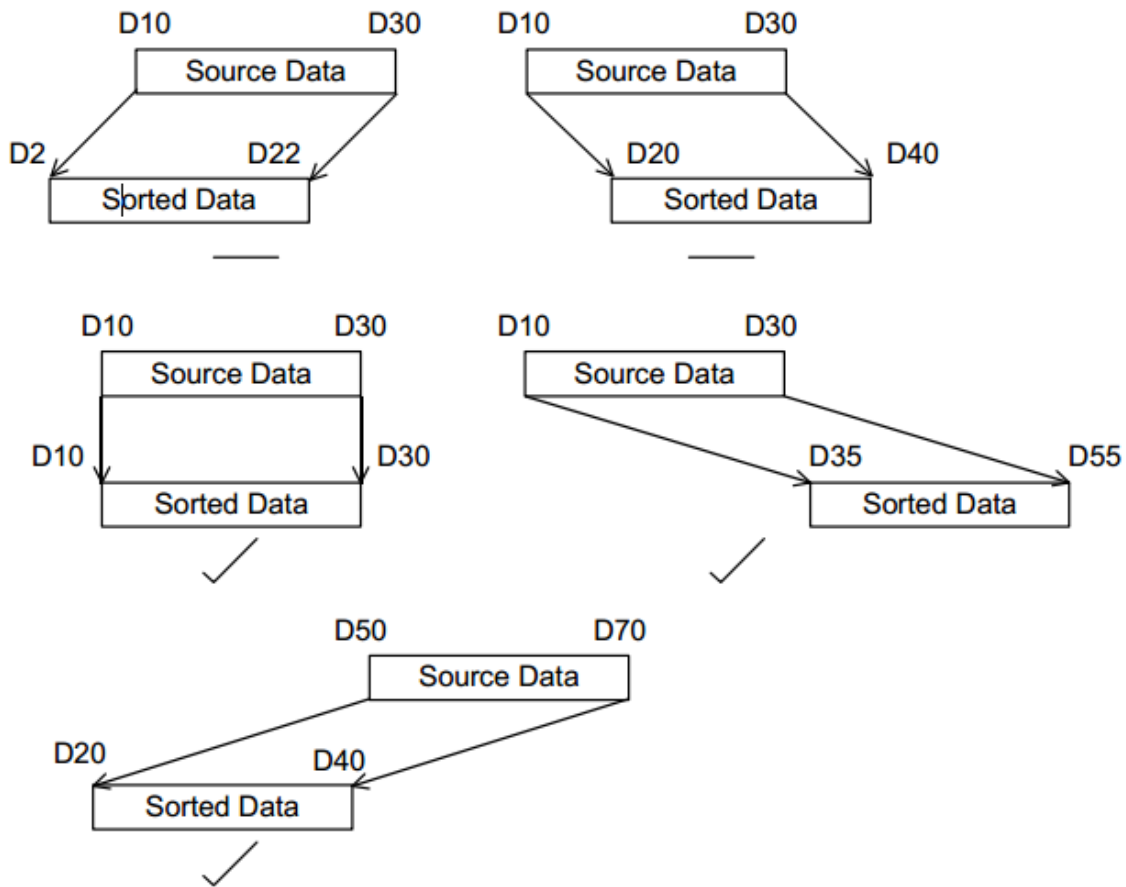 D10 D30 D10 D30
Source Data Source Data
D2 D22 D20 D40
Sorted Data Sorted Data
D10 D30 D10 D30
Source Data Source Data
D10 D30 D35 D55
Sorted Data Sorted Data
D50 D70
Source Data
D20 D40
Sorted Data